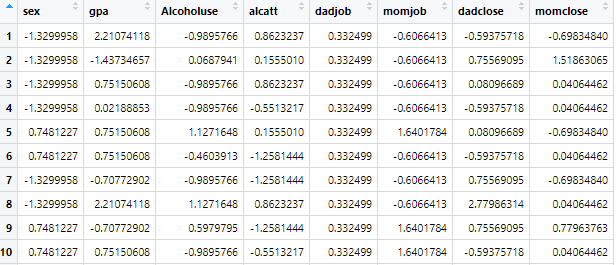 sex gpa Alcoholuse alcatt dadjob momjob dadclose momclose
1 -1.3299958 2.21074118 -0.9895766 0.8623237 0.332499 -0.6066413 -0.59375718 -0.69834840
2 -1.3299958 -1.43734657 0.0687941 0.1555010 0.332499 -0.6066413 0.75569095 1.51863065
3 -1.3299958 0.75150608 -0.9895766 0.8623237 0.332499 -0.6066413 0.08096689 0.04064462
4 -1.3299958 0.02188853 -0.9895766 -0.5513217 0.332499 -0.6066413 -0.59375718 0.04064462
5 0.7481227 0.75150608 1.1271648 0.1555010 0.332499 1.6401784 0.08096689 -0.69834840
6 0.7481227 0.75150608 -0.4603913 -1.2581444 0.332499 -0.6066413 -0.59375718 0.04064462
7 -1.3299958 -0.70772902 -0.9895766 -1.2581444 0.332499 -0.6066413 0.75569095 -0.69834840
8 -1.3299958 2.21074118 1.1271648 0.8623237 0.332499 -0.6066413 2.77986314 0.04064462
9 0.7481227 -0.70772902 0.5979795 -1.2581444 0.332499 1.6401784 0.75569095 0.77963763
10 0.7481227 0.75150608 -0.9895766 -0.5513217 0.332499 1.6401784 -0.59375718 0.04064462